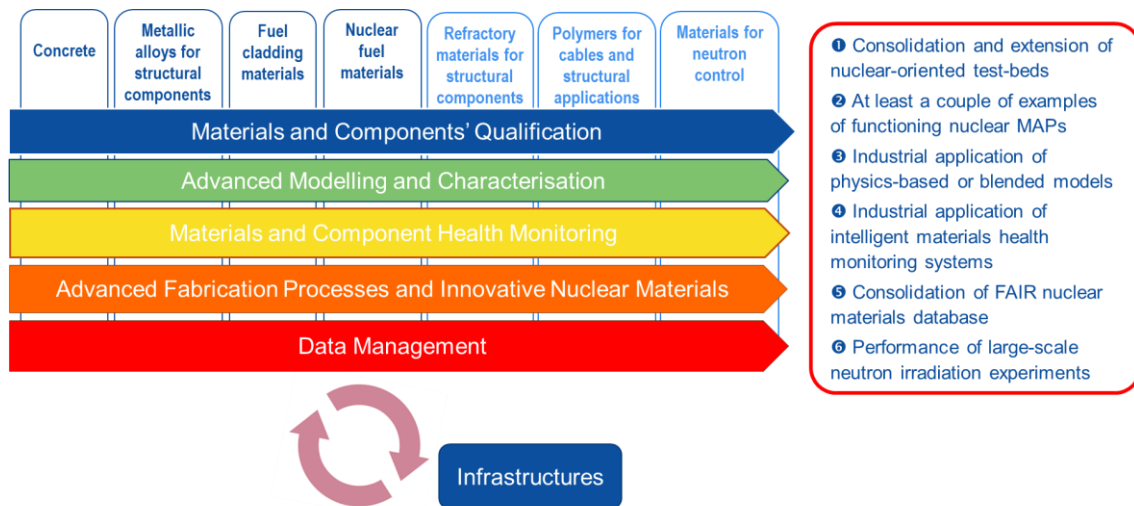 Concrete
Metallic
alloys for
structural
components
Fuel
cladding
materials
Nuclear
fuel
materials
Refractory
materials for
structural
components
Polymers for
cables and
structural
applications
Materials for
neutron
control
Materials and Components’ Qualification
Advanced Modelling and Characterisation
Materials and Component Health Monitoring
Advanced Fabrication Processes and Innovative Nuclear Materials
Data Management
Infrastructures
❶ Consolidation and extension of
nuclear-oriented test-beds
❷ At least a couple of examples
of functioning nuclear MAPs
❸ Industrial application of
physics-based or blended models
❹ Industrial application of
intelligent materials health
monitoring systems
❺ Consolidation of FAIR nuclear
materials database
❻ Performance of large-scale
neutron irradiation experiments